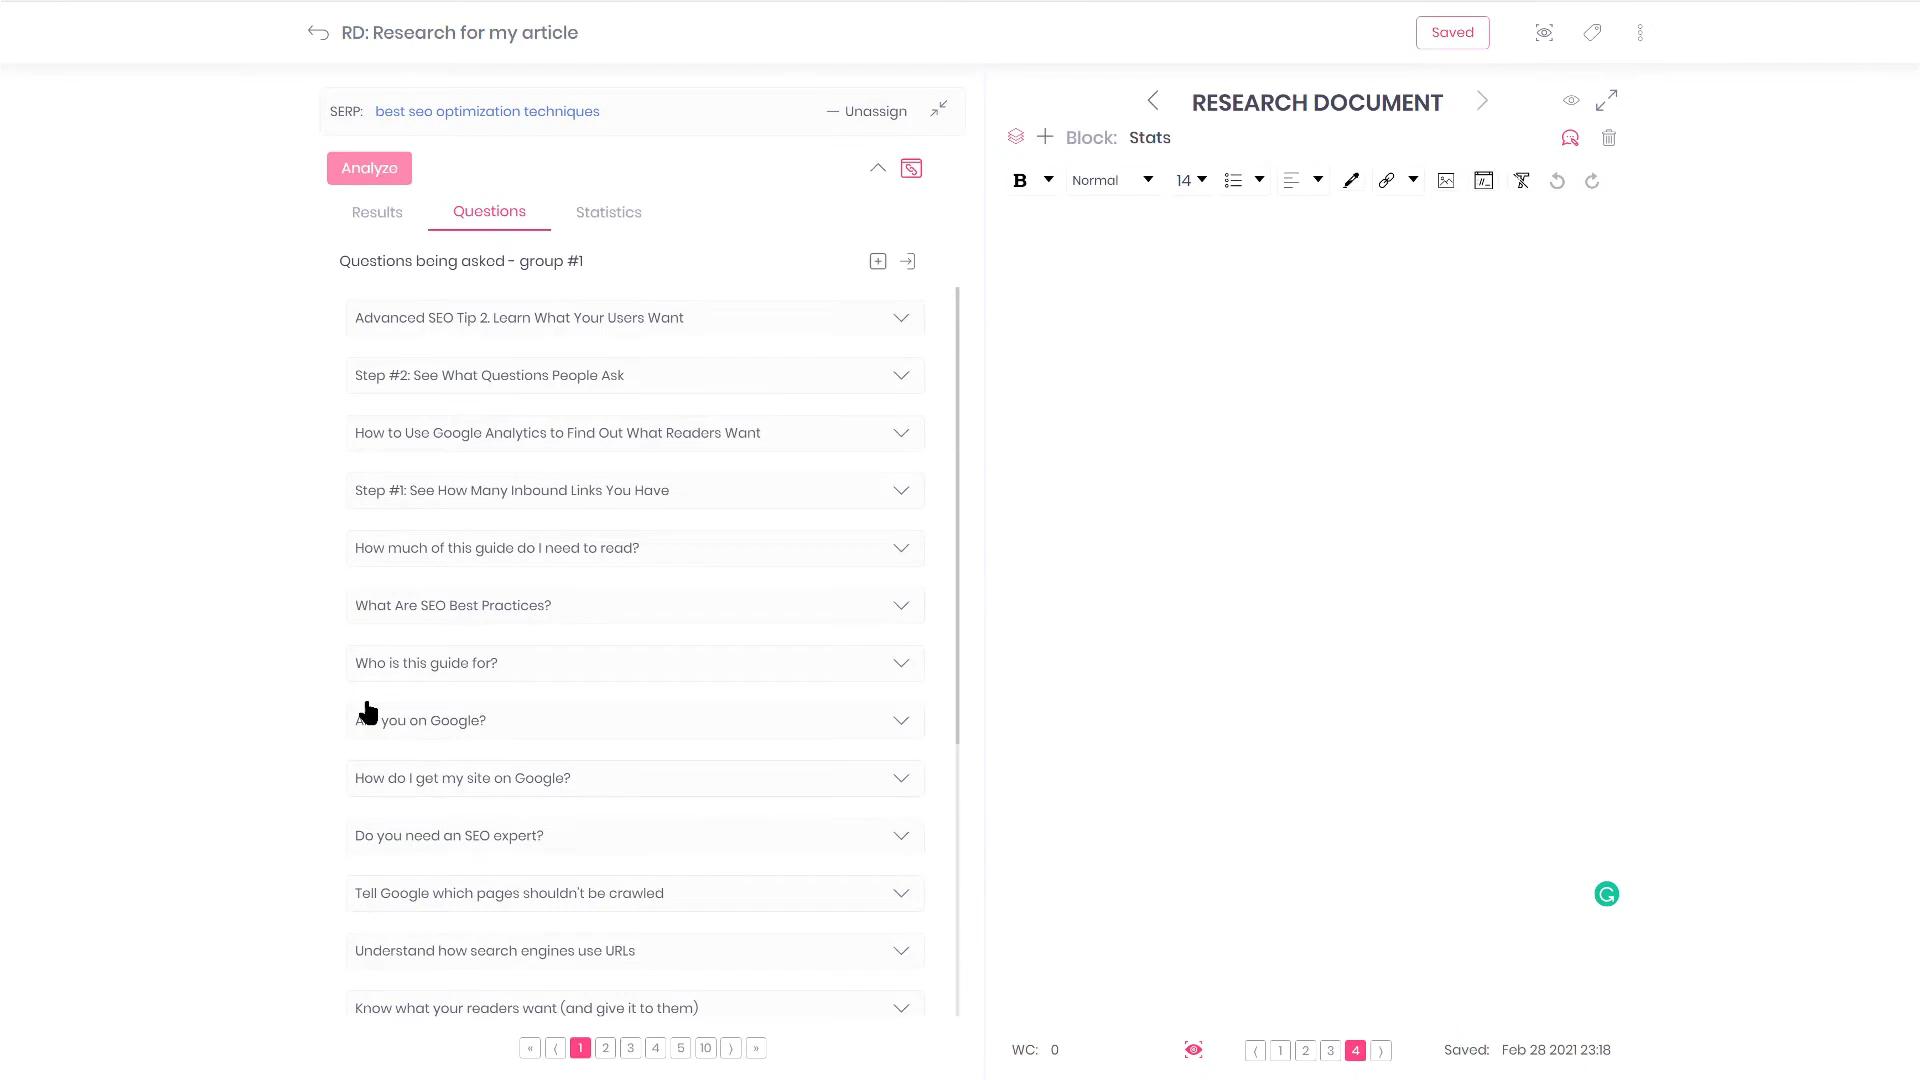 RD: Research for my article
Saved
SERP: best seo optimization techniques
— Unassign
Analyze
Results
Questions
Statistics
Questions being asked - group #1
Advanced SEO Tip 2. Learn What Your Users Want
Step #2: See What Questions People Ask
How to Use Google Analytics to Find Out What Readers Want
Step #1: See How Many Inbound Links You Have
How much of this guide do I need to read?
What Are SEO Best Practices?
Who is this guide for?
you on Google?
How do I get my site on Google?
Do you need an SEO expert?
Tell Google which pages shouldn't be crawled
Understand how search engines use URLs
Know what your readers want (and give it to them)
« ⟨ 1 2 3 4 5 10 ⟩ »
RESEARCH DOCUMENT
Block: Stats
B Normal 14
WC: 0
⟨ 1 2 3 4 ⟩
Saved: Feb 28 2021 23:18